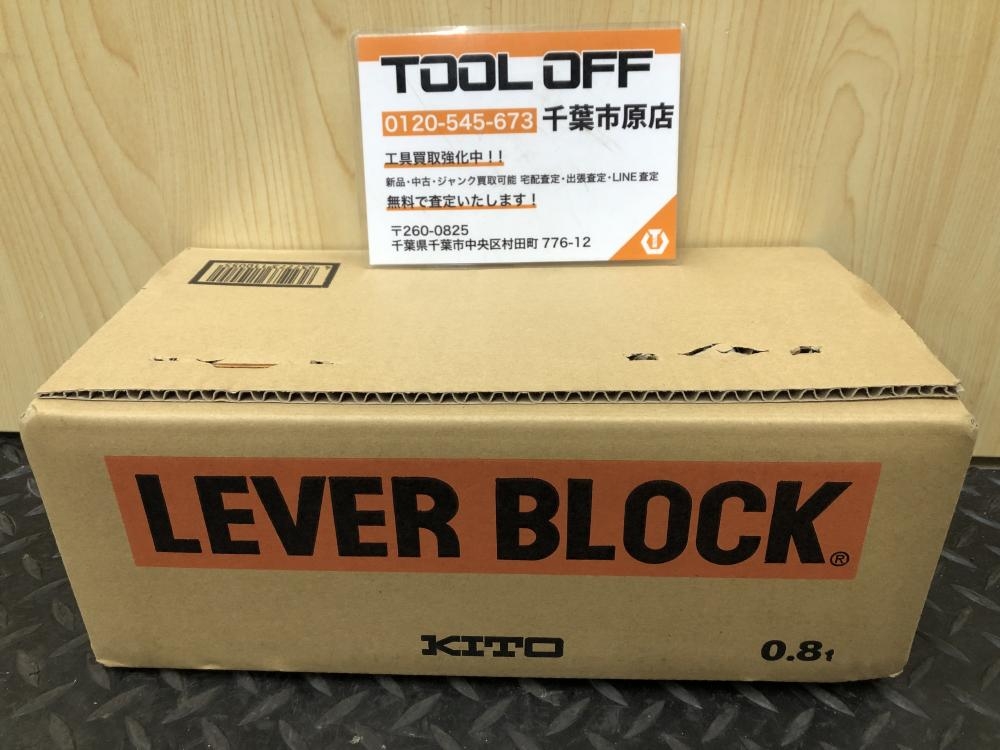 TOOL OFF
0120-545-673 千葉市原店
工具買取強化中!!
新品・中古・ジャンク買取可能 宅配査定・出張査定・LINE査定
無料で査定いたします!
〒260-0825
千葉県千葉市中央区村田町 776-12
LEVER BLOCK®
KITO
0.8t